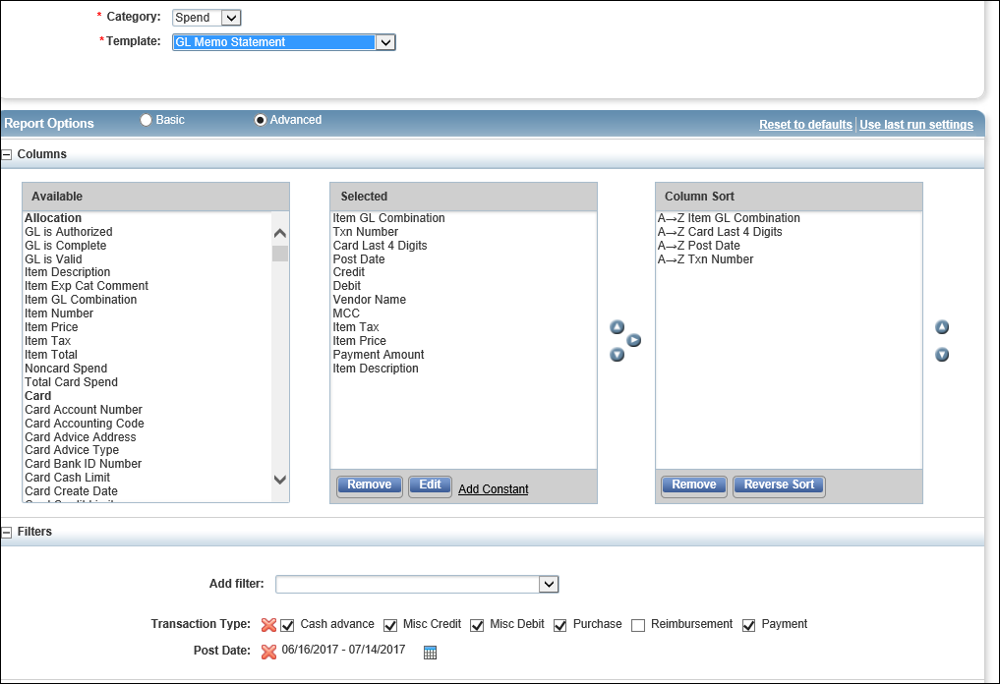 * Category: Spend
*Template: GL Memo Statement
Report Options Basic Advanced Reset to defaults Use last run settings
Columns
Available
Allocation
GL is Authorized
GL is Complete
GL is Valid
Item Description
Item Exp Cat Comment
Item GL Combination
Item Number
Item Price
Item Tax
Item Total
Noncard Spend
Total Card Spend
Card
Card Account Number
Card Accounting Code
Card Advice Address
Card Advice Type
Card Bank ID Number
Card Cash Limit
Card Create Date
Selected
Item GL Combination
Txn Number
Card Last 4 Digits
Post Date
Credit
Debit
Vendor Name
MCC
Item Tax
Item Price
Payment Amount
Item Description
Remove Edit Add Constant
Column Sort
A→Z Item GL Combination
A→Z Card Last 4 Digits
A→Z Post Date
A→Z Txn Number
Remove Reverse Sort
Filters
Add filter:
Transaction Type: Cash advance Misc Credit Misc Debit Purchase Reimbursement Payment
Post Date: 06/16/2017 - 07/14/2017